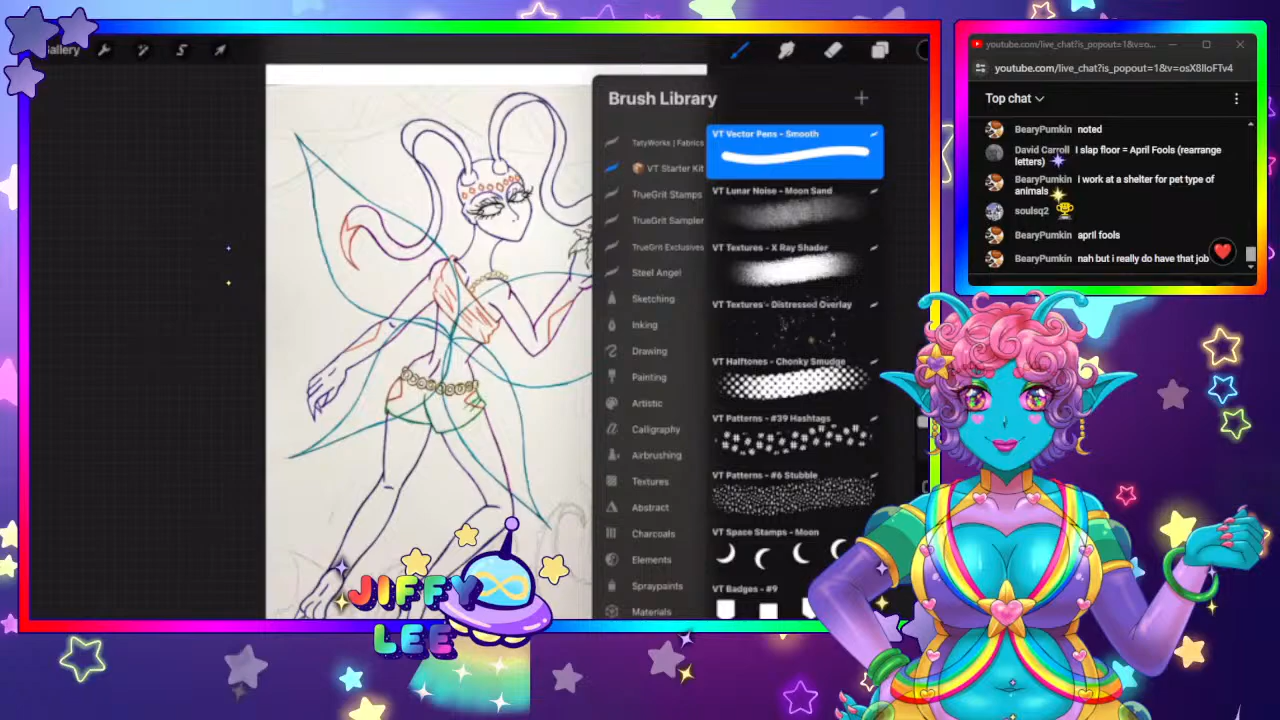 Gallery
Brush Library
TatyWorks | Fabrics
VT Starter Kit
TrueGrit Stamps
TrueGrit Sampler
TrueGrit Exclusives
Steel Angel
Sketching
Inking
Drawing
Painting
Artistic
Calligraphy
Airbrushing
Textures
Abstract
Charcoals
Elements
Spraypaints
Materials
VT Vector Pens - Smooth
VT Lunar Noise - Moon Sand
VT Textures - X Ray Shader
VT Textures - Distressed Overlay
VT Halftones - Chonky Smudge
VT Patterns - #39 Hashtags
VT Patterns - #6 Stubble
VT Space Stamps - Moon
VT Badges - #9
youtube.com/live_chat?is_popout=1&v=o...
youtube.com/live_chat?is_popout=1&v=osX8lloFTv4
Top chat
BearyPumkin noted
David Carroll I slap floor = April Fools (rearrange
letters)
BearyPumkin i work at a shelter for pet type of
animals
soulsq2
BearyPumkin april fools
BearyPumkin nah but i really do have that job
JIFFY
LEE